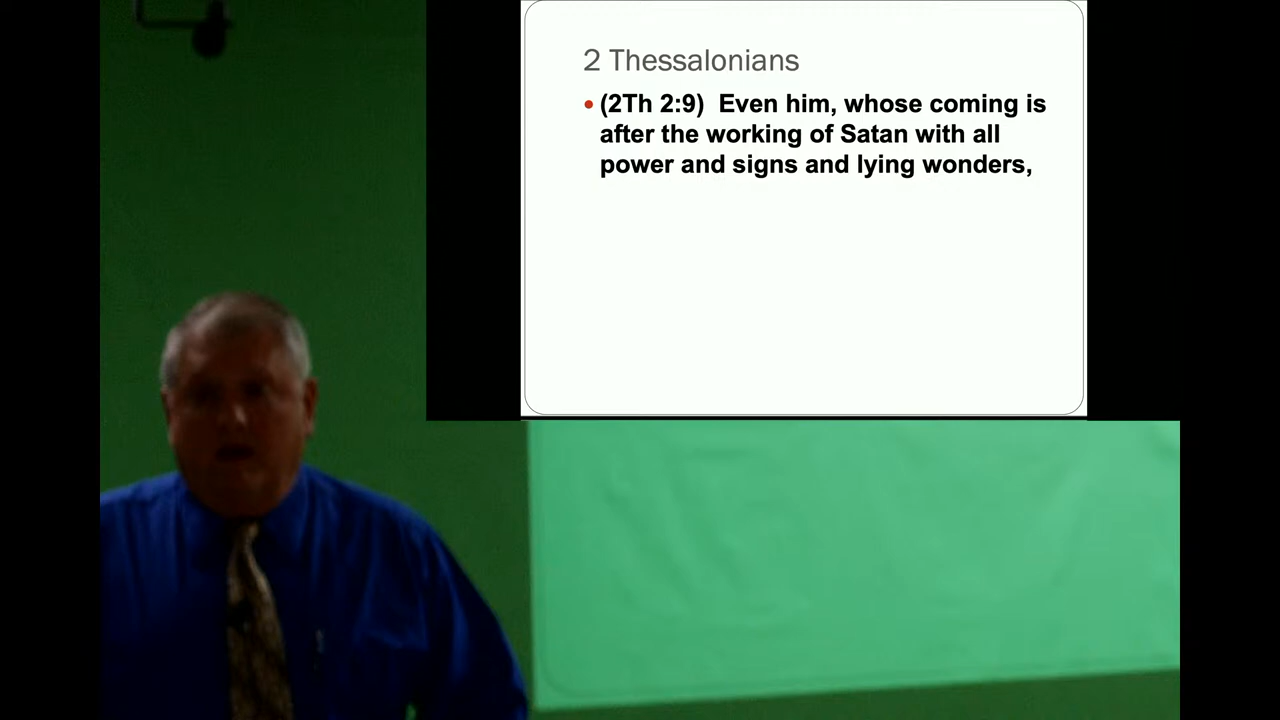 2 Thessalonians
• (2Th 2:9) Even him, whose coming is
after the working of Satan with all
power and signs and lying wonders,